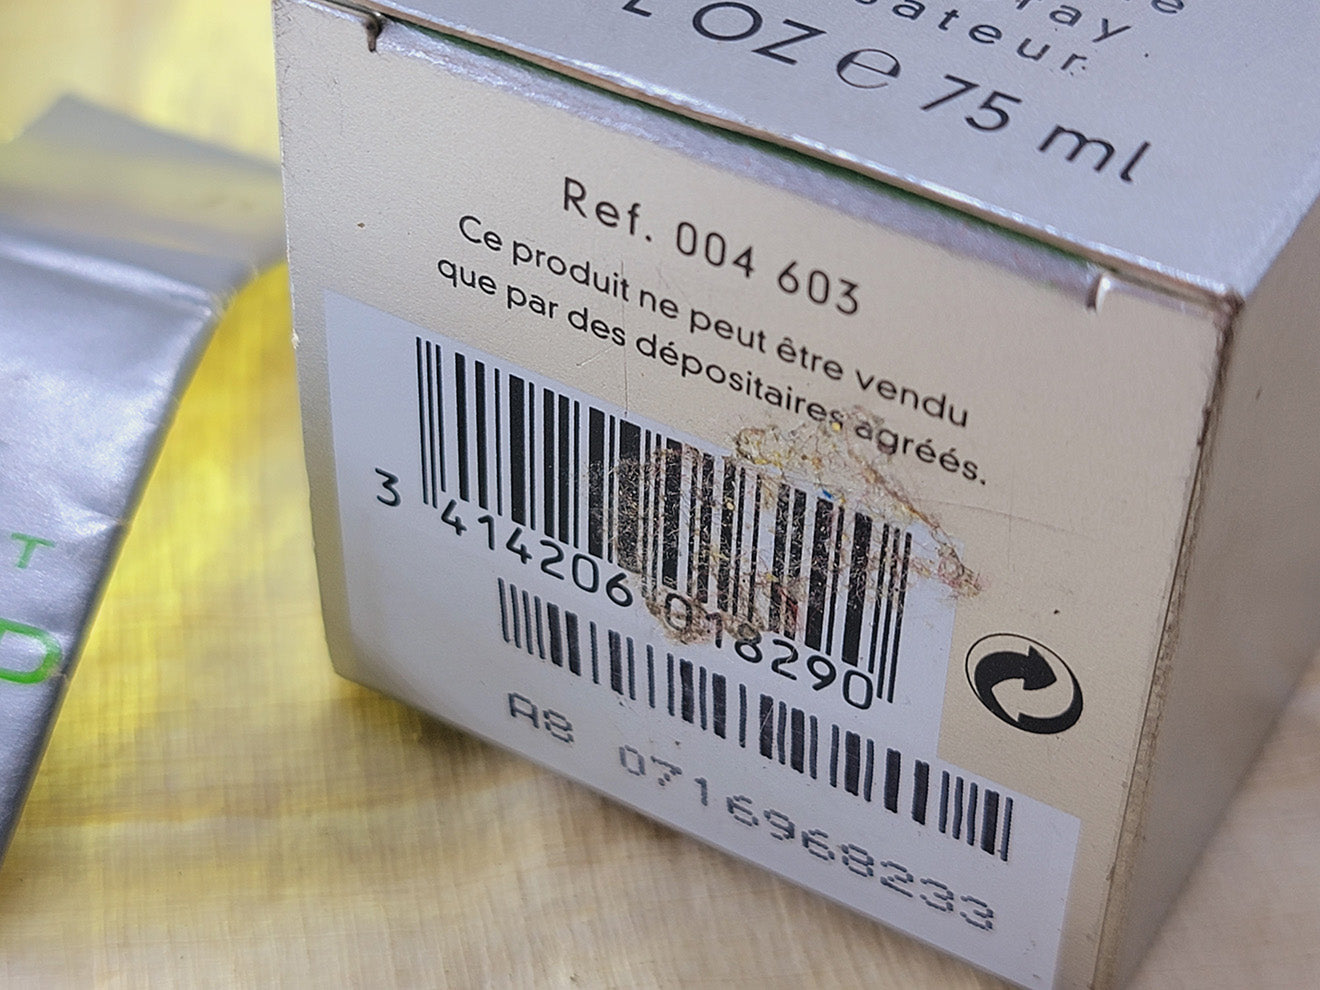 ateur
OZ ℮ 75 ml
Ref. 004 603
Ce produit ne peut être vendu
que par des dépositaires agréés.
3 414206 018290
A8 0716968233
T
D